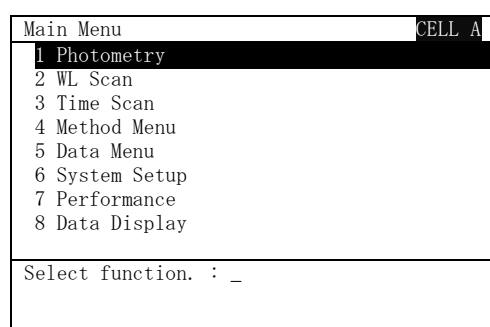 Main Menu CELL A
1 Photometry
2 WL Scan
3 Time Scan
4 Method Menu
5 Data Menu
6 System Setup
7 Performance
8 Data Display
Select function. : _